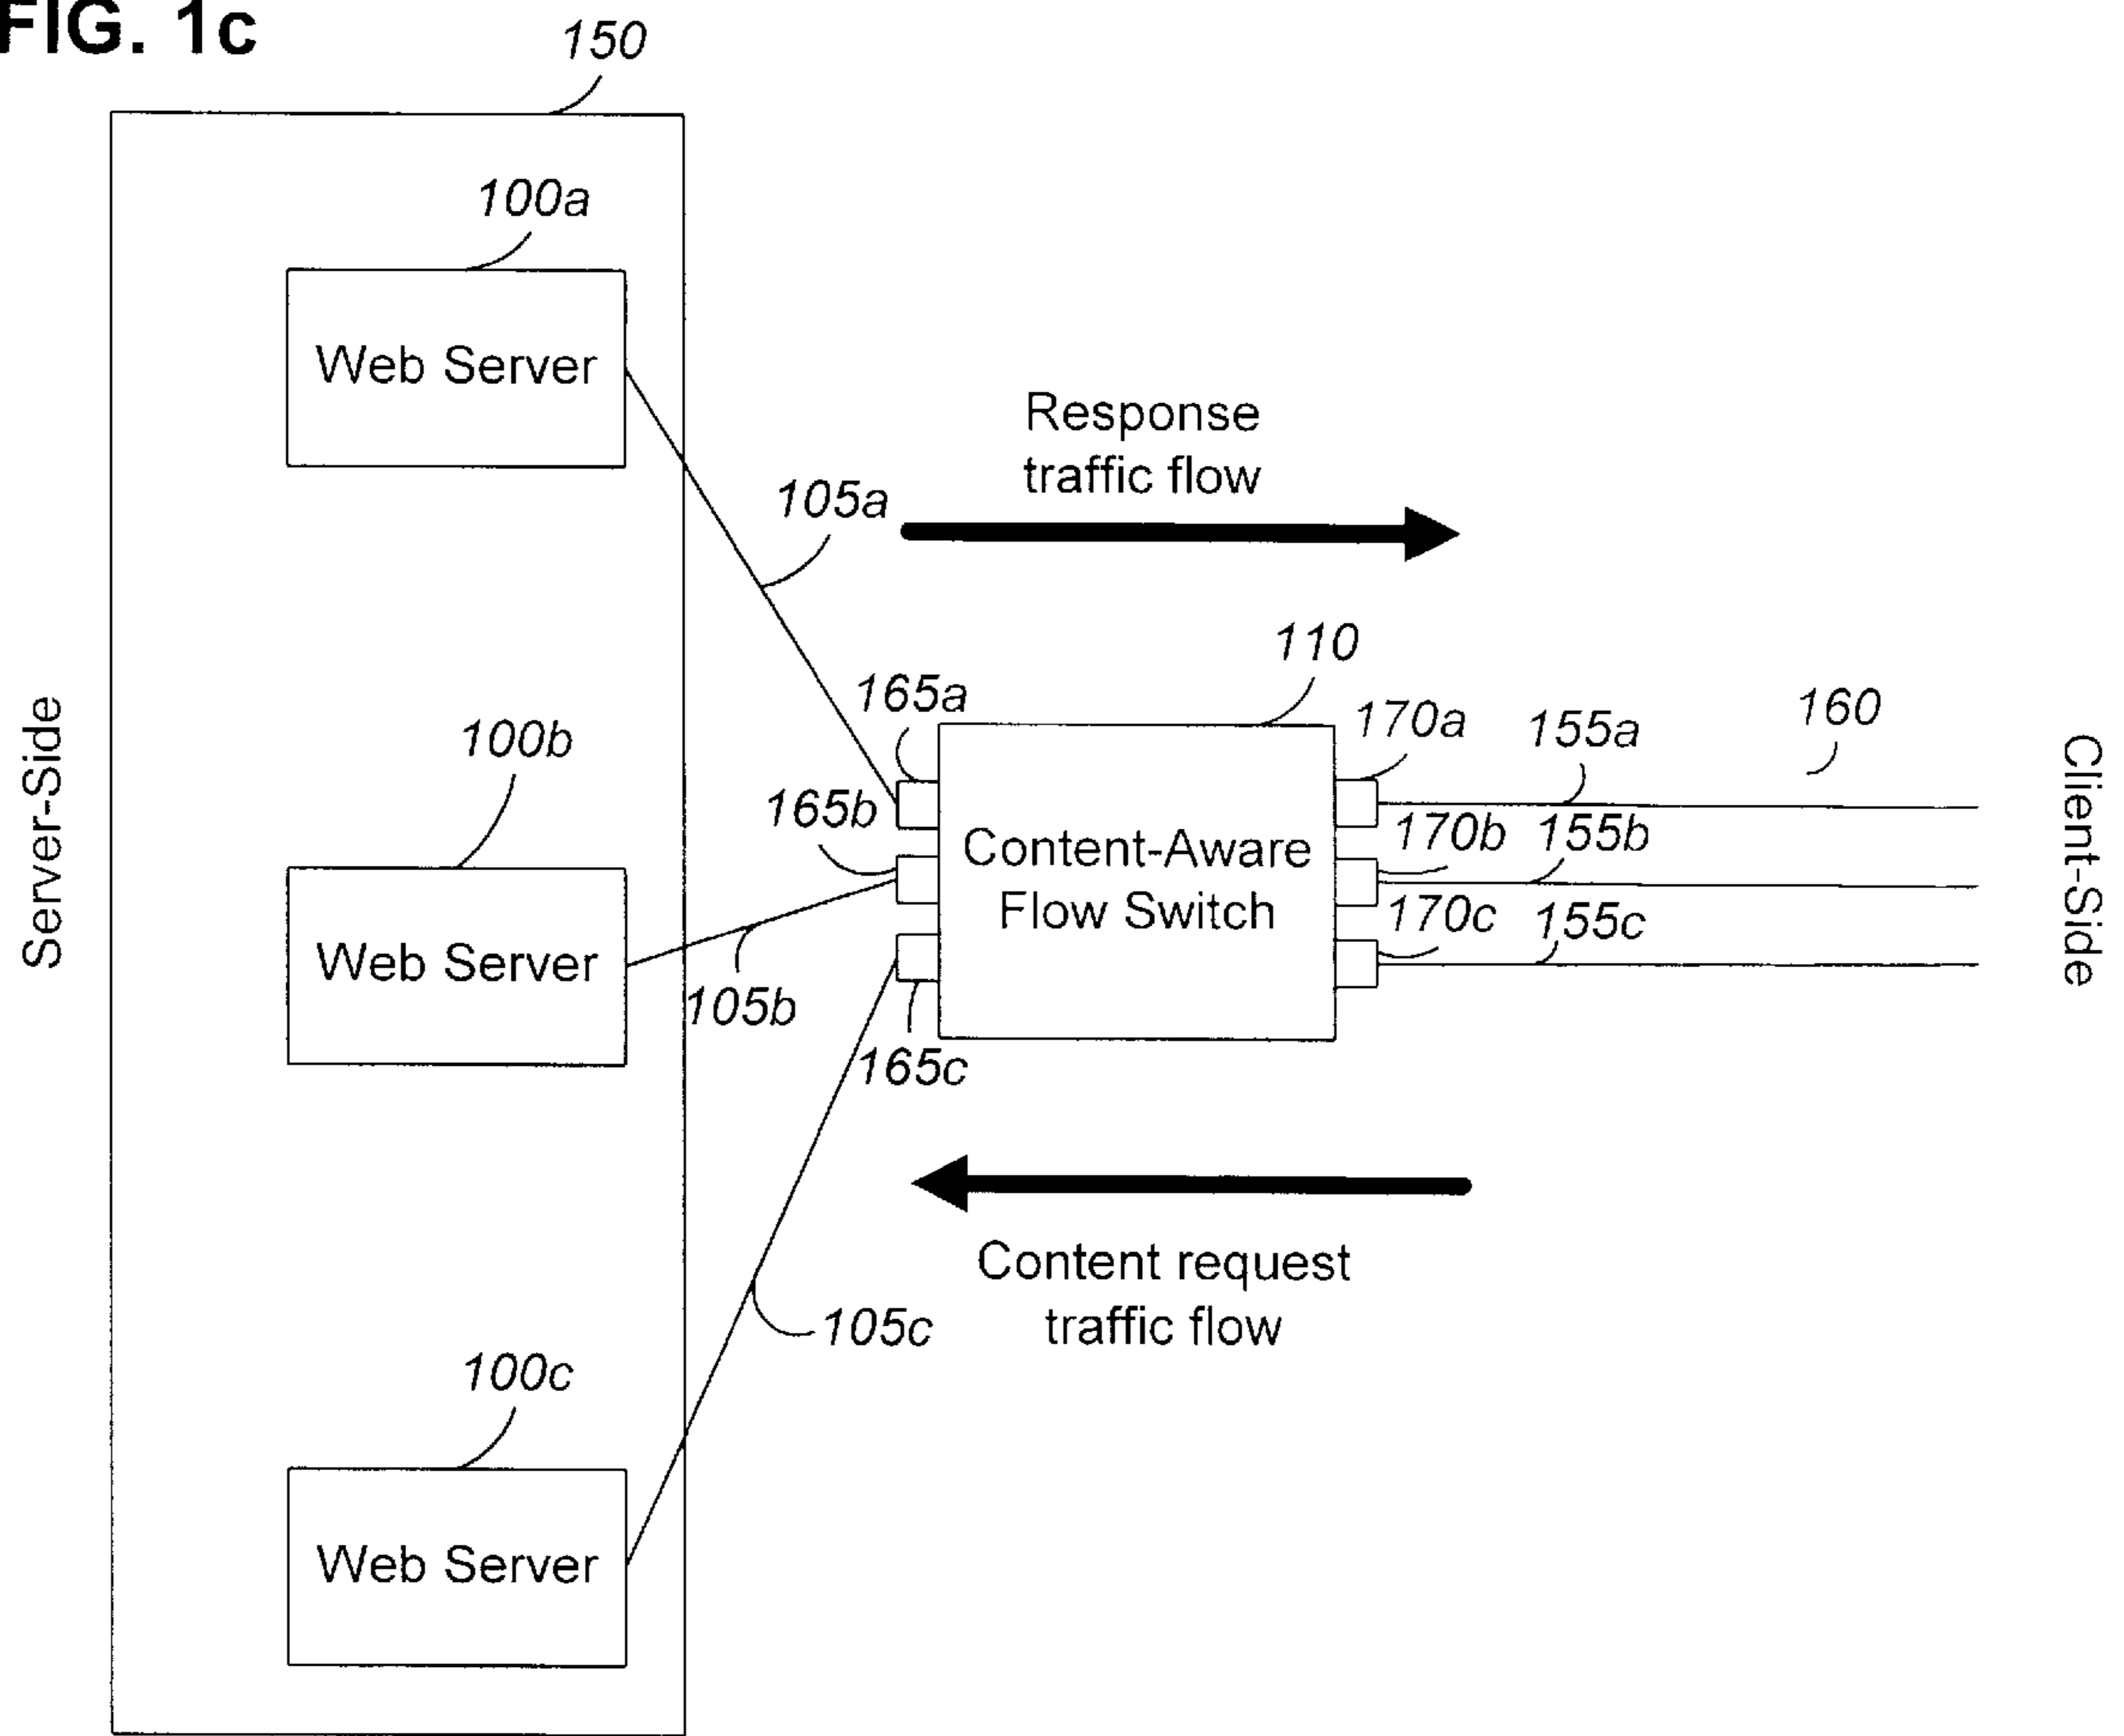 FIG. 1c
150
100a
Web Server
Response
traffic flow
105a
110
165a
170a
155a
160
100b
Server-Side
Client-Side
165b
Content-Aware
Flow Switch
170b
155b
170c
155c
Web Server
105b
165c
Content request
traffic flow
105c
100c
Web Server